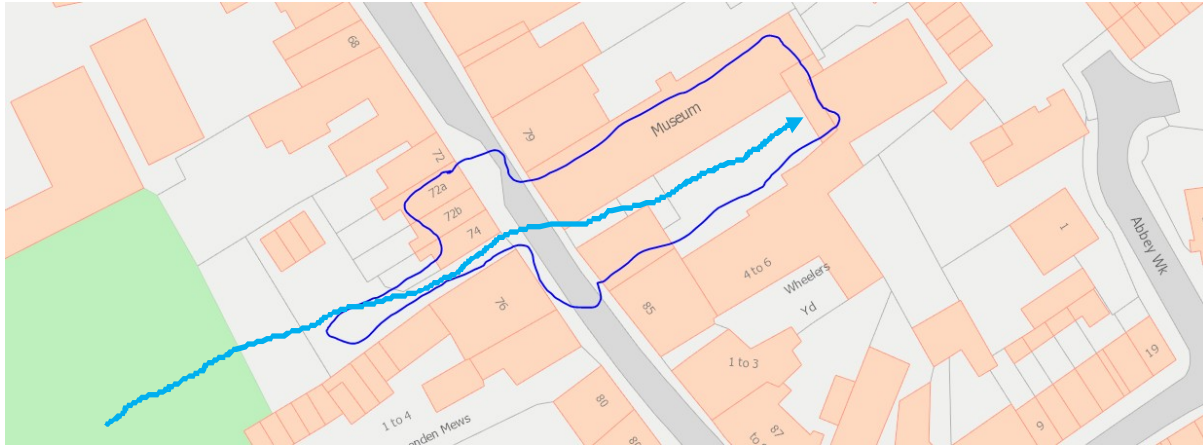 68
79
Museum
72
72a
72b
74
76
4 to 6
Wheelers
Yd
85
1 to 3
87
80
1 to 4
enden Mews
1
Abbey Wk
19
9